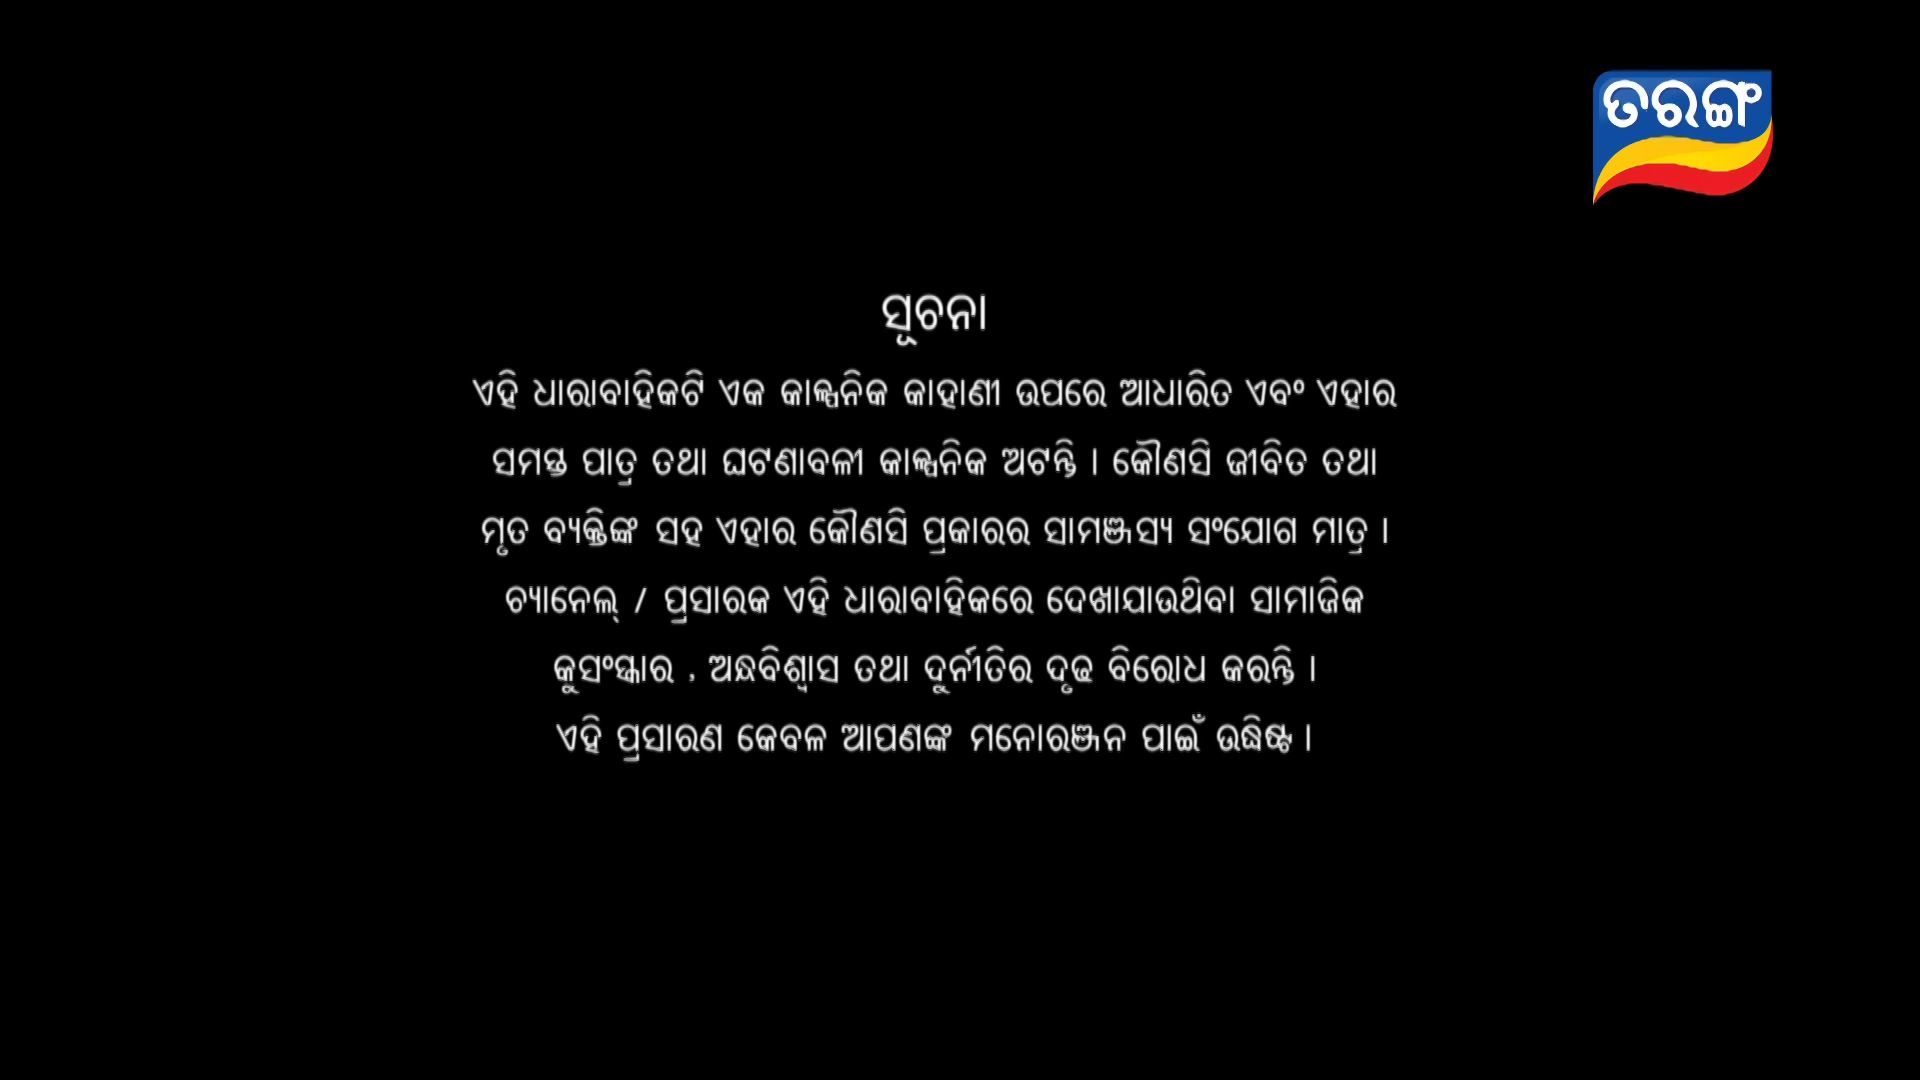 ତରଙ୍ଗ
ସୂଚନା
ଏହି ଧାରାବାହିକଟି ଏକ କାଳ୍ପନିକ କାହାଣୀ ଉପରେ ଆଧାରିତ ଏବଂ ଏହାର
ସମସ୍ତ ପାତ୍ର ତଥା ଘଟଣାବଳୀ କାଳ୍ପନିକ ଅଟନ୍ତି । କୌଣସି ଜୀବିତ ତଥା
ମୃତ ବ୍ୟକ୍ତିଙ୍କ ସହ ଏହାର କୌଣସି ପ୍ରକାରର ସାମଞ୍ଜସ୍ୟ ସଂଯୋଗ ମାତ୍ର ।
ଚ୍ୟାନେଲ୍ / ପ୍ରସାରକ ଏହି ଧାରାବାହିକରେ ଦେଖାଯାଉଥିବା ସାମାଜିକ
କୁସଂସ୍କାର , ଅନ୍ଧବିଶ୍ୱାସ ତଥା ଦୁର୍ନୀତିର ଦୃଢ ବିରୋଧ କରନ୍ତି ।
ଏହି ପ୍ରସାରଣ କେବଳ ଆପଣଙ୍କ ମନୋରଞ୍ଜନ ପାଇଁ ଉଦ୍ଧିଷ୍ଟ ।